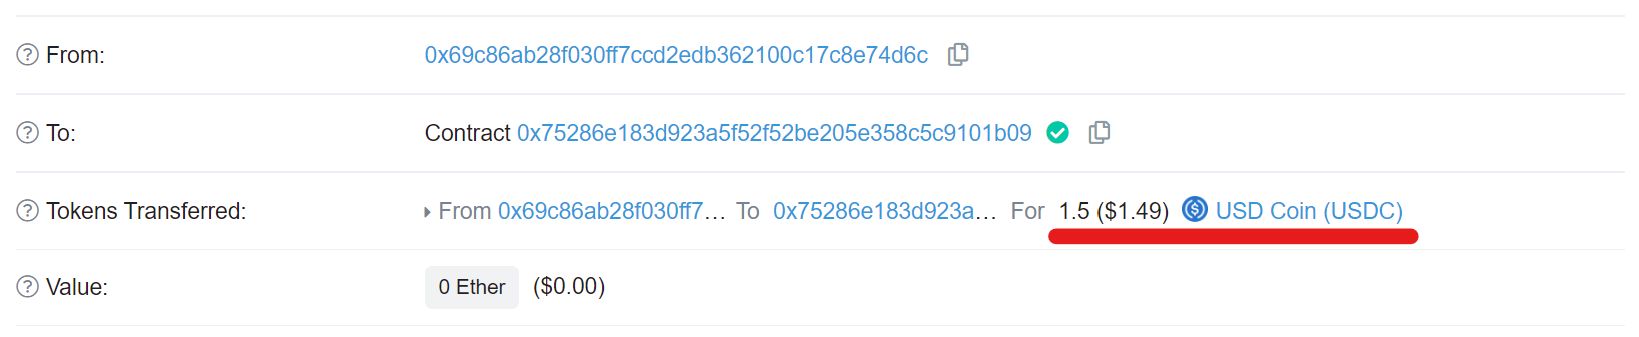 From: 0x69c86ab28f030ff7ccd2edb362100c17c8e74d6c
To: Contract 0x75286e183d923a5f52f52be205e358c5c9101b09
Tokens Transferred: From 0x69c86ab28f030ff7... To 0x75286e183d923a... For 1.5 ($1.49) USD Coin (USDC)
Value: 0 Ether ($0.00)